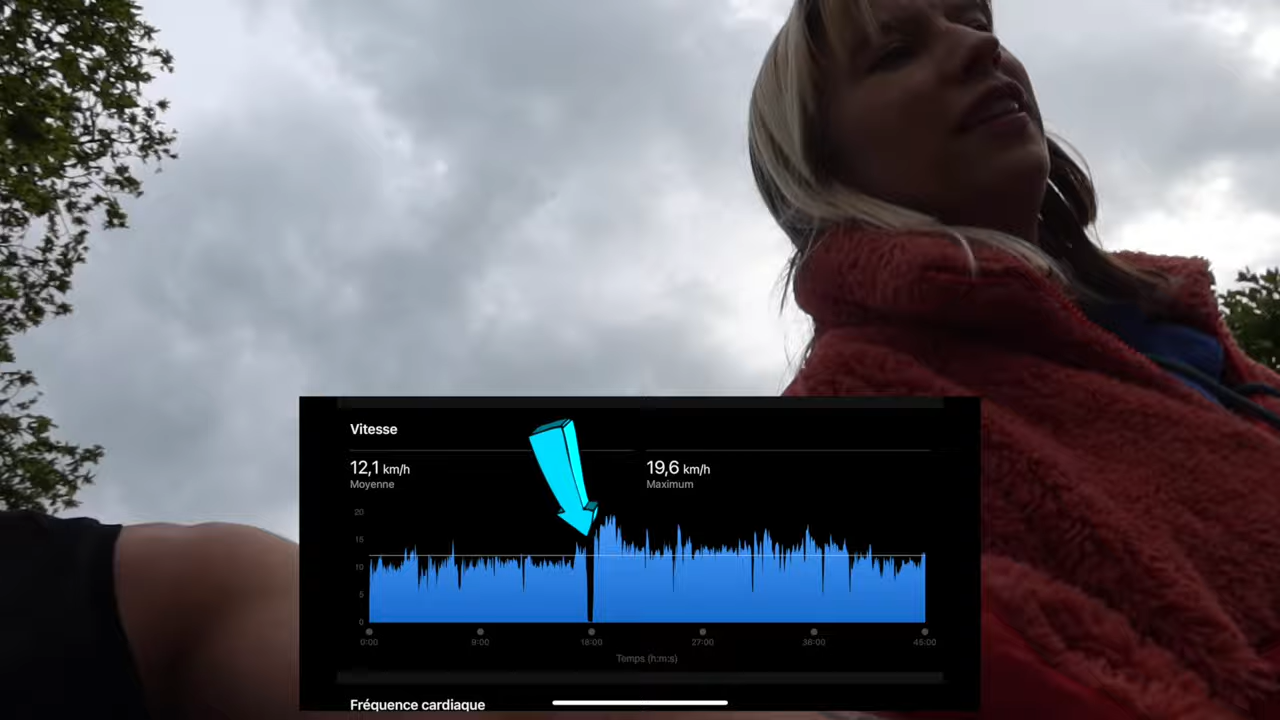 Vitesse
12,1 km/h
19,6 km/h
Moyenne
Maximum
20
15
10
5
0
0:00 9:00 18:00 27:00 36:00 45:00
Temps (h:m:s)
Fréquence cardiaque